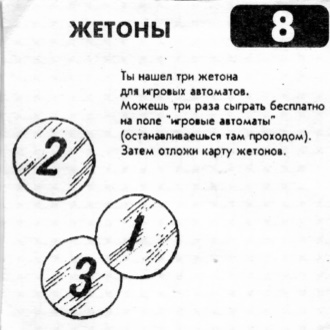 ЖЕТОНЫ
8
Ты нашел три жетона
для игровых автоматов.
Можешь три раза сыграть бесплатно
на поле "игровые автоматы"
(останавливаешься там проходом).
Затем отложи карту жетонов.
2
1
3